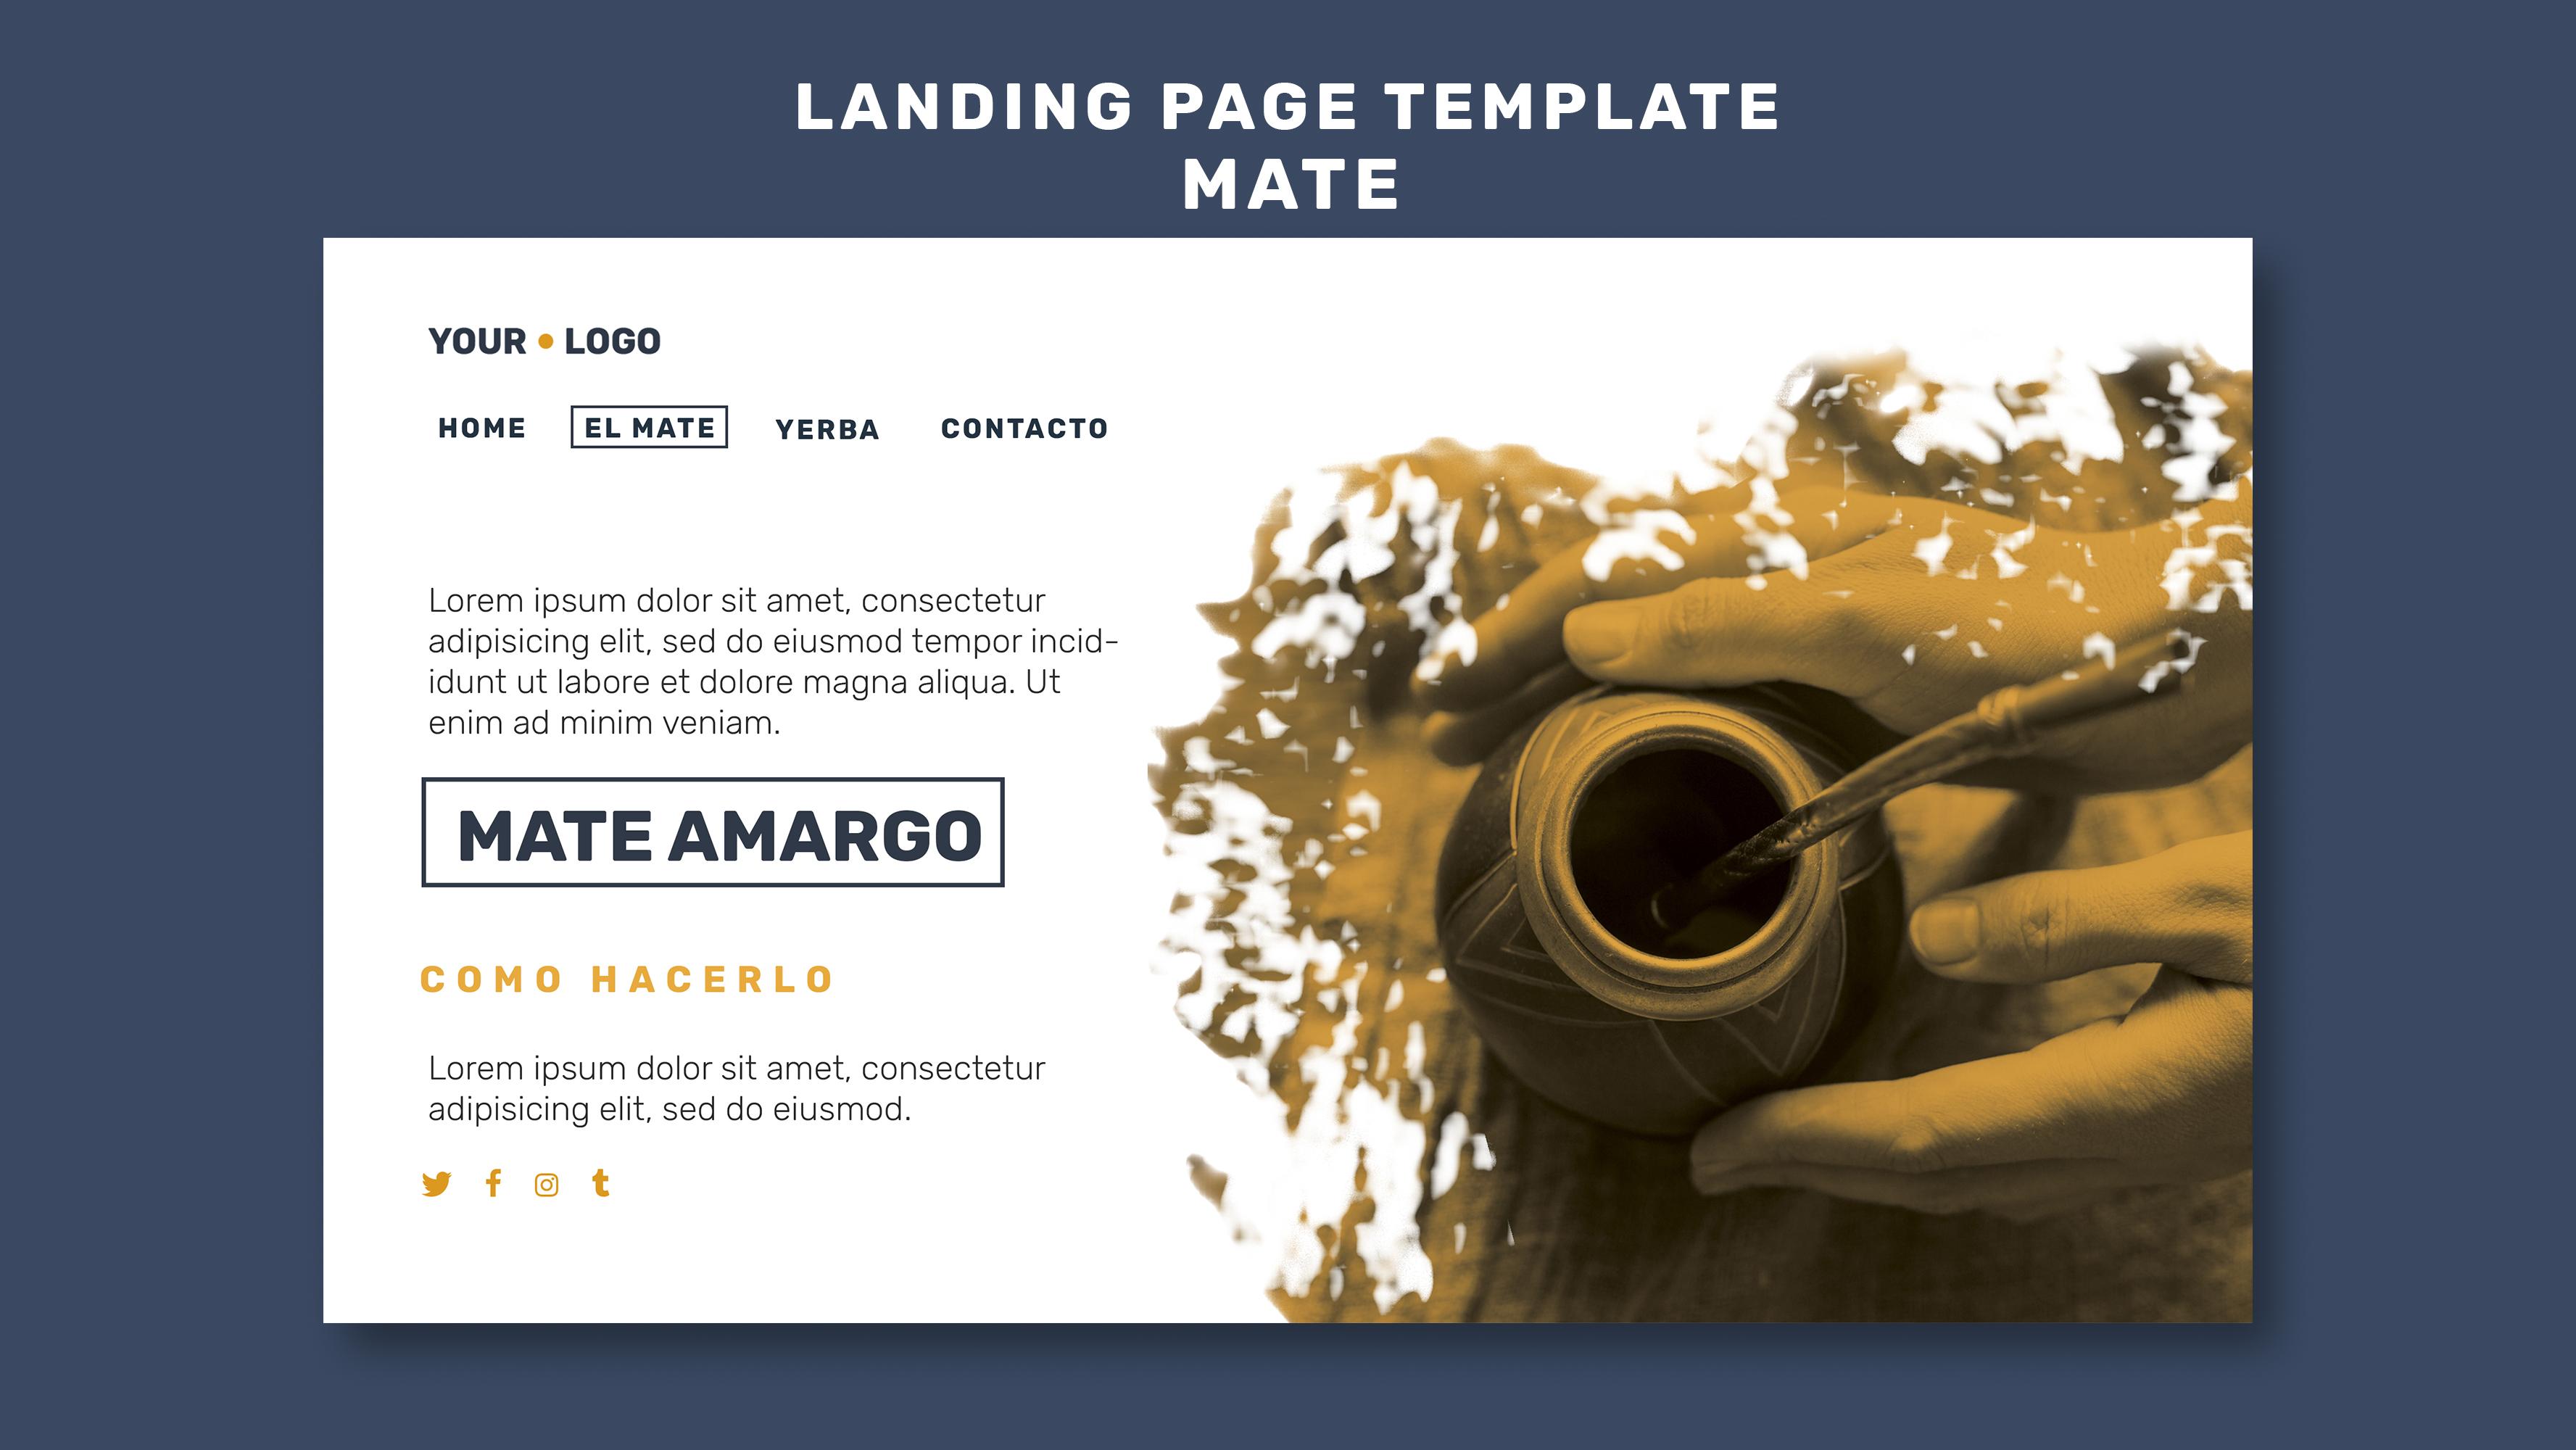 LANDING PAGE TEMPLATE
MATE
YOUR • LOGO
HOME EL MATE YERBA CONTACTO
Lorem ipsum dolor sit amet, consectetur
adipisicing elit, sed do eiusmod tempor incid-
idunt ut labore et dolore magna aliqua. Ut
enim ad minim veniam.
MATE AMARGO
COMO HACERLO
Lorem ipsum dolor sit amet, consectetur
adipisicing elit, sed do eiusmod.